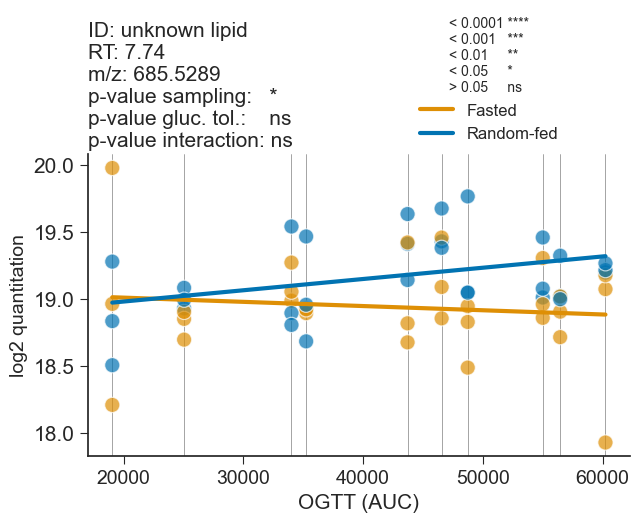 ID: unknown lipid
RT: 7.74
m/z: 685.5289
p-value sampling: *
p-value gluc. tol.: ns
p-value interaction: ns
< 0.0001 ****
< 0.001 ***
< 0.01 **
< 0.05 *
> 0.05 ns
Fasted
Random-fed
20.0
19.5
19.0
18.5
18.0
log2 quantitation
20000 30000 40000 50000 60000
OGTT (AUC)